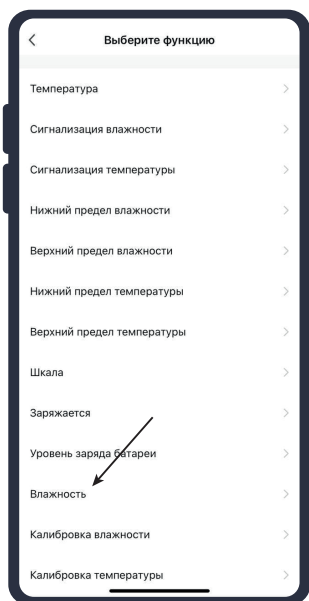 Выберите функцию
Температура
Сигнализация влажности
Сигнализация температуры
Нижний предел влажности
Верхний предел влажности
Нижний предел температуры
Верхний предел температуры
Шкала
Заряжается
Уровень заряда батареи
Влажность
Калибровка влажности
Калибровка температуры